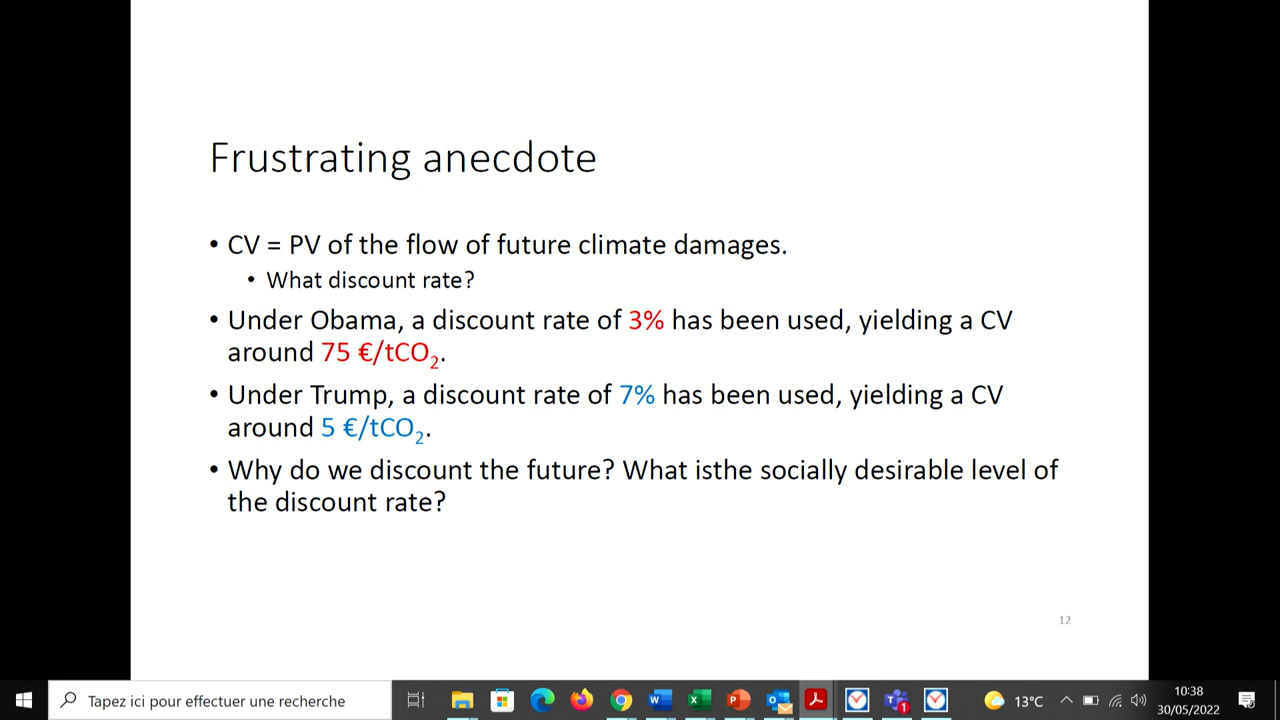 Frustrating anecdote
• CV = PV of the flow of future climate damages.
• What discount rate?
• Under Obama, a discount rate of 3% has been used, yielding a CV
around 75 €/tCO₂.
• Under Trump, a discount rate of 7% has been used, yielding a CV
around 5 €/tCO₂.
• Why do we discount the future? What isthe socially desirable level of
the discount rate?
12
Tapez ici pour effectuer une recherche
13°C
10:38
30/05/2022